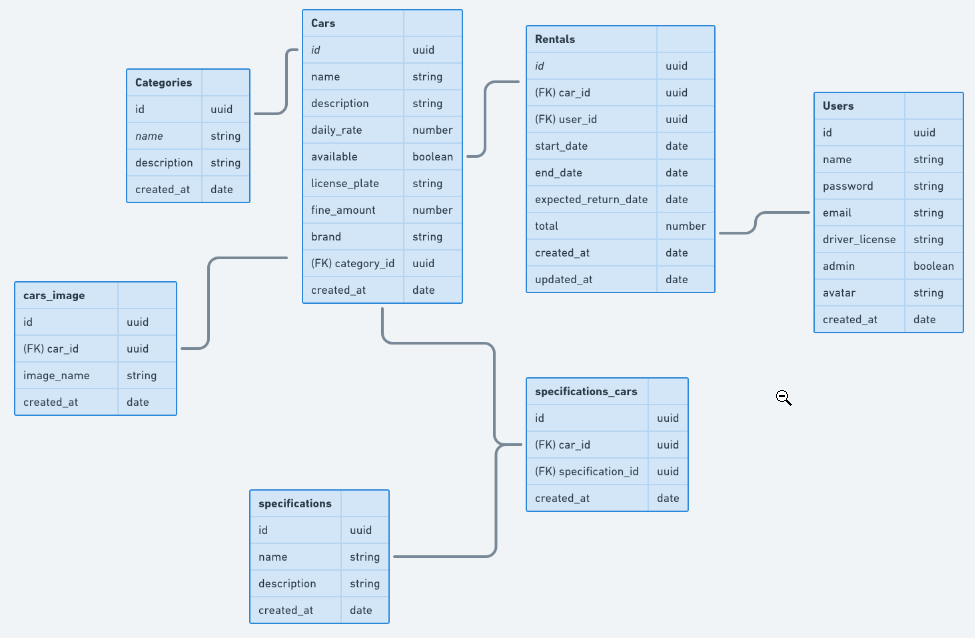 Cars
id uuid
name string
description string
daily_rate number
available boolean
license_plate string
fine_amount number
brand string
(FK) category_id uuid
created_at date
Rentals
id uuid
(FK) car_id uuid
(FK) user_id uuid
start_date date
end_date date
expected_return_date date
total number
created_at date
updated_at date
Categories
id uuid
name string
description string
created_at date
Users
id uuid
name string
password string
email string
driver_license string
admin boolean
avatar string
created_at date
cars_image
id uuid
(FK) car_id uuid
image_name string
created_at date
specifications_cars
id uuid
(FK) car_id uuid
(FK) specification_id uuid
created_at date
specifications
id uuid
name string
description string
created_at date